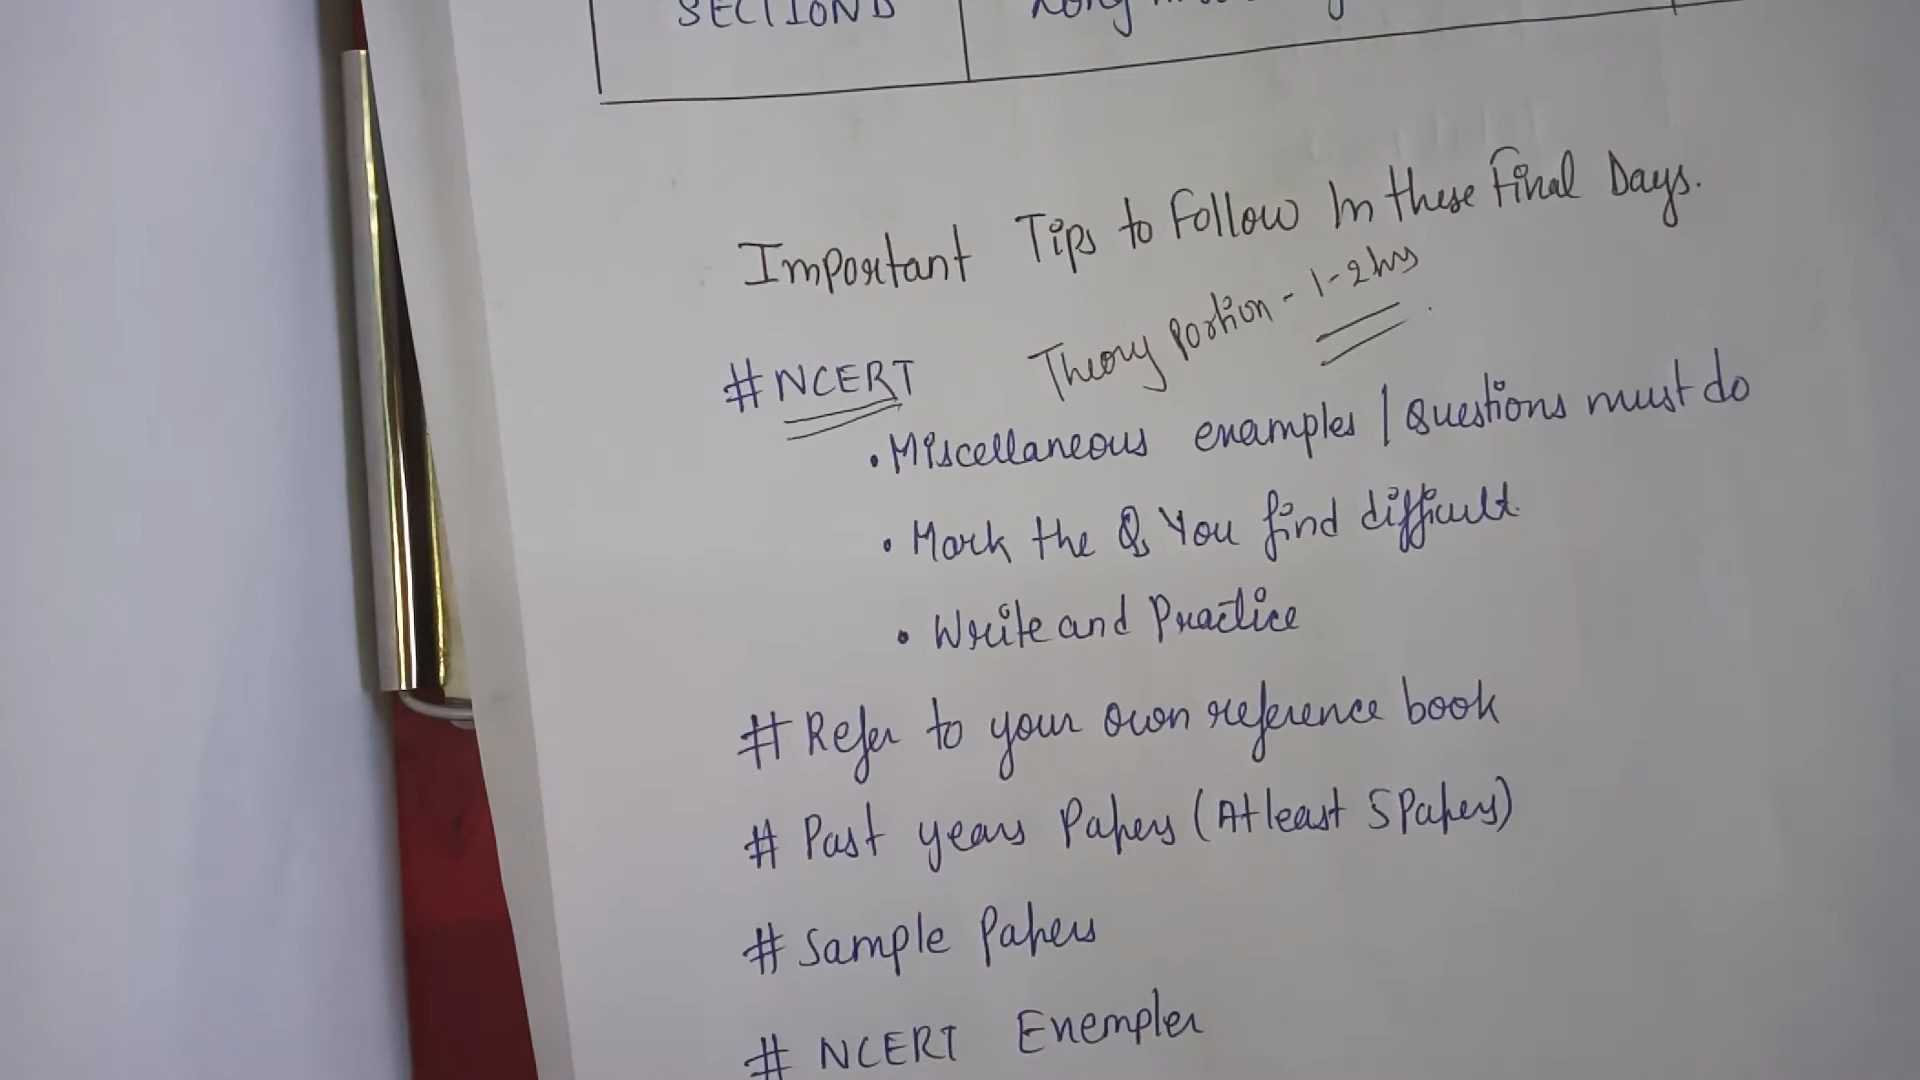 SECTION D
Important Tips to Follow In these Final Days.
Theory portion - 1-2 hrs
# NCERT
• Miscellaneous examples / Questions must do
• Mark the Q You find difficult.
• Write and Practice
# Refer to your own reference book
# Past years Papers (Atleast 5 Papers)
# Sample Papers
# NCERT Exempler